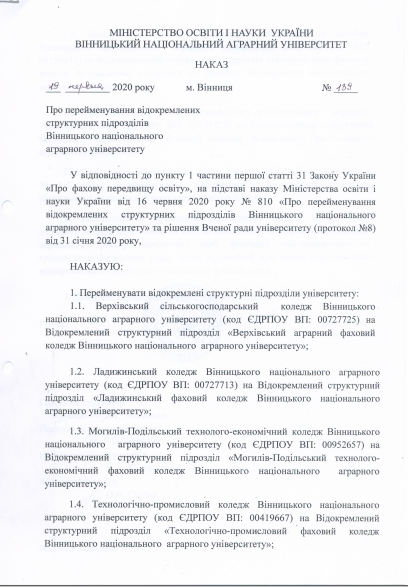 МІНІСТЕРСТВО ОСВІТИ І НАУКИ УКРАЇНИ
ВІННИЦЬКИЙ НАЦІОНАЛЬНИЙ АГРАРНИЙ УНІВЕРСИТЕТ
НАКАЗ
19 червня 2020 року м. Вінниця № 139
Про перейменування відокремлених
структурних підрозділів
Вінницького національного
аграрного університету
У відповідності до пункту 1 частини першої статті 31 Закону України
«Про фахову передвищу освіту», на підставі наказу Міністерства освіти і
науки України від 16 червня 2020 року № 810 «Про перейменування
відокремлених структурних підрозділів Вінницького національного
аграрного університету» та рішення Вченої ради університету (протокол №8)
від 31 січня 2020 року,
НАКАЗУЮ:
1. Перейменувати відокремлені структурні підрозділи університету:
1.1. Верхівський сільськогосподарський коледж Вінницького
національного аграрного університету (код ЄДРПОУ ВП: 00727725) на
Відокремлений структурний підрозділ «Верхівський аграрний фаховий
коледж Вінницького національного аграрного університету»;
1.2. Ладижинський коледж Вінницького національного аграрного
університету (код ЄДРПОУ ВП: 00727713) на Відокремлений структурний
підрозділ «Ладижинський фаховий коледж Вінницького національного
аграрного університету»;
1.3. Могилів-Подільський технолого-економічний коледж Вінницького
національного аграрного університету (код ЄДРПОУ ВП: 00952657) на
Відокремлений структурний підрозділ «Могилів-Подільський технолого-
економічний фаховий коледж Вінницького національного аграрного
університету»;
1.4. Технологічно-промисловий коледж Вінницького національного
аграрного університету (код ЄДРПОУ ВП: 00419667) на Відокремлений
структурний підрозділ «Технологічно-промисловий фаховий коледж
Вінницького національного аграрного університету»;